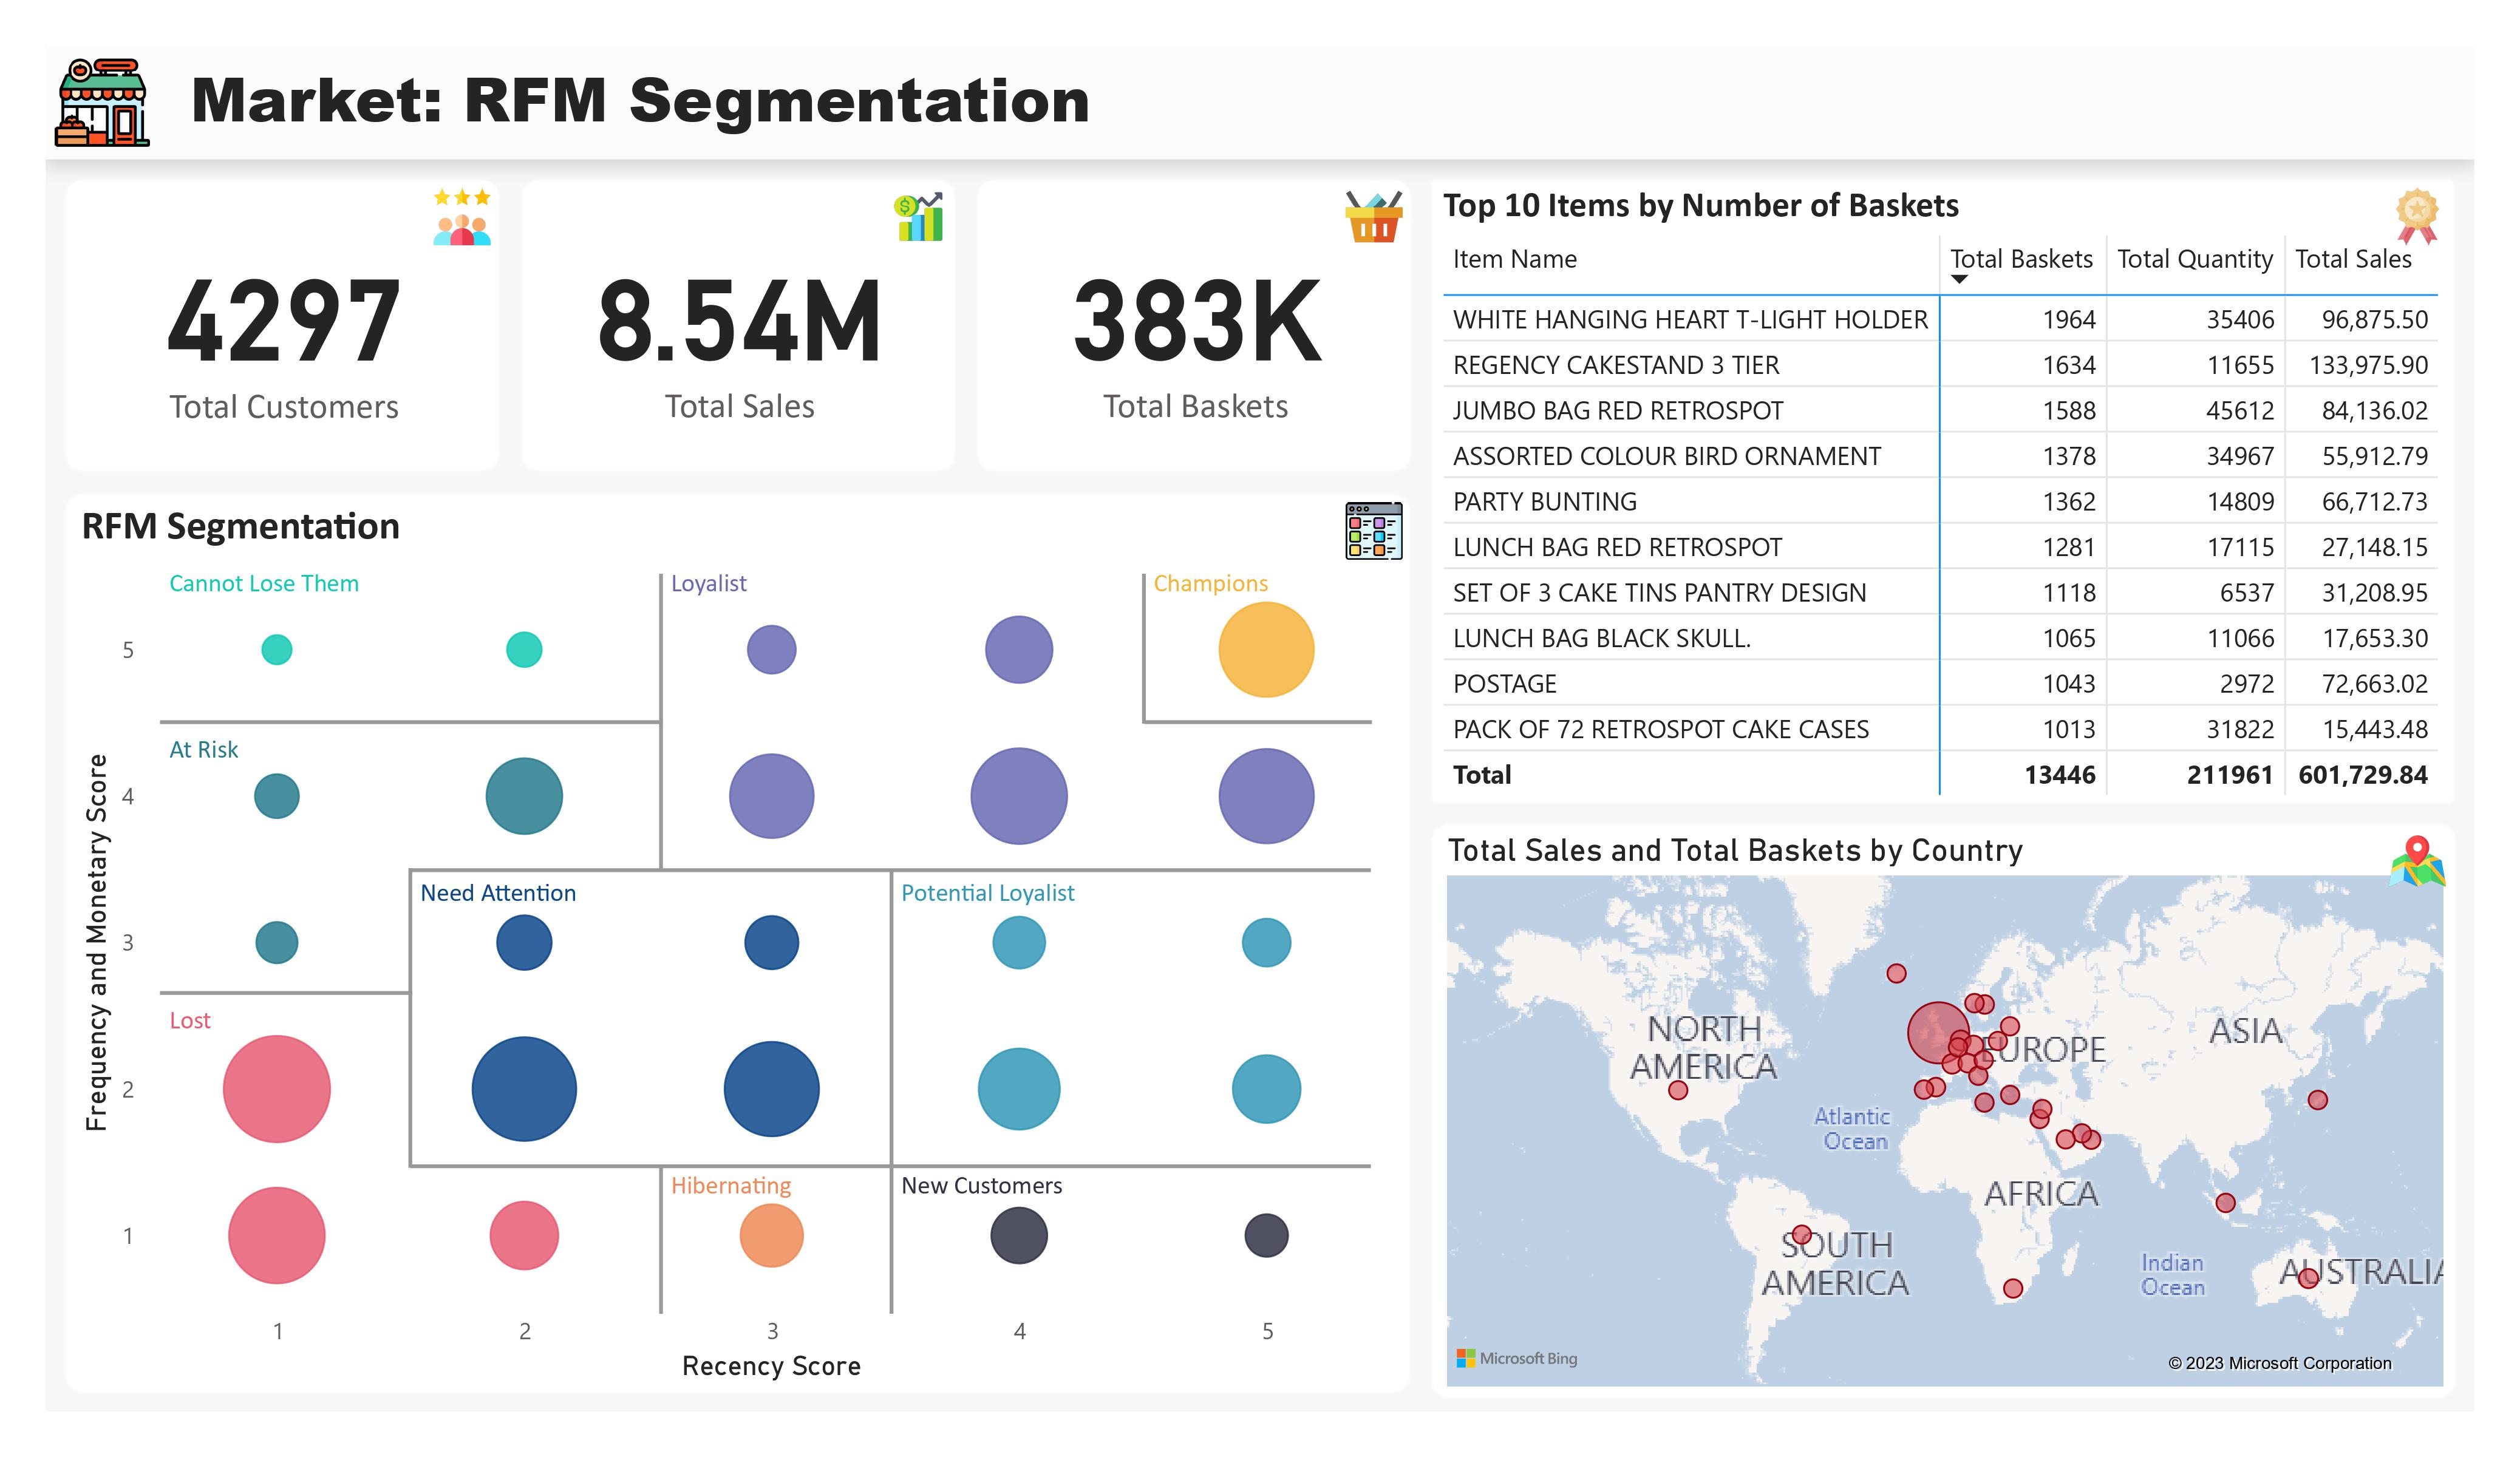 Market: RFM Segmentation
4297
Total Customers
8.54M
Total Sales
383K
Total Baskets
Top 10 Items by Number of Baskets
Item Name Total Baskets Total Quantity Total Sales
WHITE HANGING HEART T-LIGHT HOLDER 1964 35406 96,875.50
REGENCY CAKESTAND 3 TIER 1634 11655 133,975.90
JUMBO BAG RED RETROSPOT 1588 45612 84,136.02
ASSORTED COLOUR BIRD ORNAMENT 1378 34967 55,912.79
PARTY BUNTING 1362 14809 66,712.73
LUNCH BAG RED RETROSPOT 1281 17115 27,148.15
SET OF 3 CAKE TINS PANTRY DESIGN 1118 6537 31,208.95
LUNCH BAG BLACK SKULL. 1065 11066 17,653.30
POSTAGE 1043 2972 72,663.02
PACK OF 72 RETROSPOT CAKE CASES 1013 31822 15,443.48
Total 13446 211961 601,729.84
RFM Segmentation
Cannot Lose Them Loyalist Champions
5
At Risk
4
Need Attention Potential Loyalist
3
Lost
2
Hibernating New Customers
1
1 2 3 4 5
Frequency and Monetary Score
Recency Score
Total Sales and Total Baskets by Country
NORTH
AMERICA
EUROPE
ASIA
Atlantic
Ocean
AFRICA
SOUTH
AMERICA
Indian
Ocean
AUSTRALIA
Microsoft Bing
© 2023 Microsoft Corporation